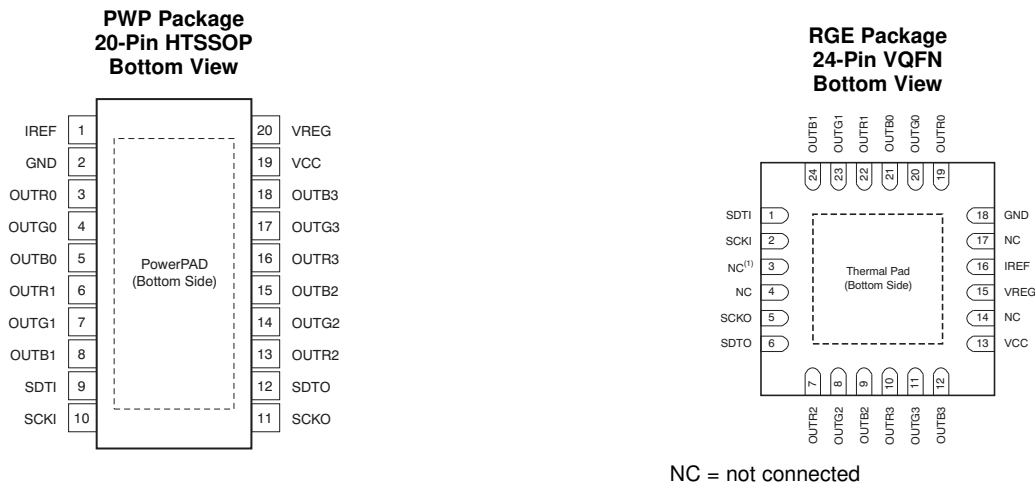 PWP Package
20-Pin HTSSOP
Bottom View
IREF 1 20 VREG
GND 2 19 VCC
OUTR0 3 18 OUTB3
OUTG0 4 17 OUTG3
OUTB0 5 16 OUTR3
OUTR1 6 15 OUTB2
OUTG1 7 14 OUTG2
OUTB1 8 13 OUTR2
SDTI 9 12 SDTO
SCKI 10 11 SCKO
PowerPAD
(Bottom Side)
RGE Package
24-Pin VQFN
Bottom View
OUTB1 OUTG1 OUTR1 OUTB0 OUTG0 OUTR0
24 23 22 21 20 19
SDTI 1 18 GND
SCKI 2 17 NC
NC(1) 3 16 IREF
NC 4 15 VREG
SCKO 5 14 NC
SDTO 6 13 VCC
Thermal Pad
(Bottom Side)
7 8 9 10 11 12
OUTR2 OUTG2 OUTB2 OUTR3 OUTG3 OUTB3
NC = not connected